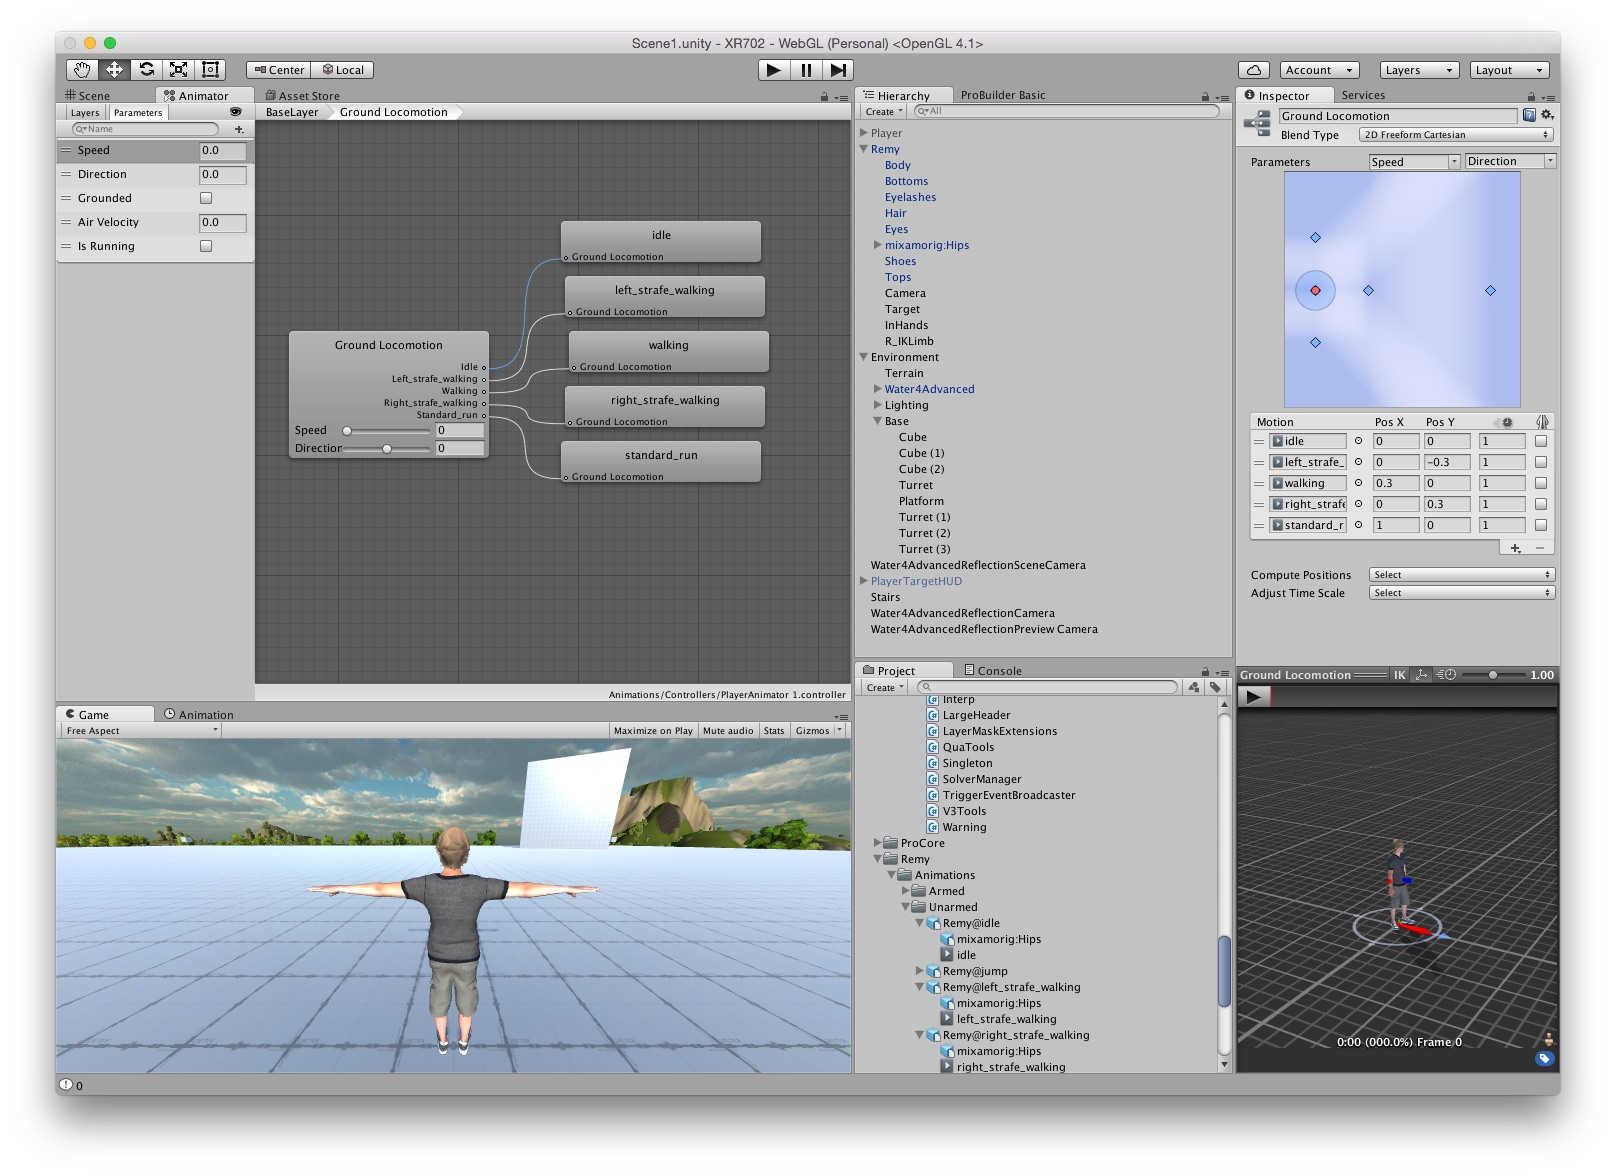 Scene1.unity - XR702 - WebGL (Personal) <OpenGL 4.1>
Center Local
Account Layers Layout
Scene Animator Asset Store
Layers Parameters
BaseLayer Ground Locomotion
Name
Speed 0.0
Direction 0.0
Grounded
Air Velocity 0.0
Is Running
idle
Ground Locomotion
left_strafe_walking
Ground Locomotion
walking
Ground Locomotion
right_strafe_walking
Ground Locomotion
standard_run
Ground Locomotion
Ground Locomotion
Idle
Left_strafe_walking
Walking
Right_strafe_walking
Standard_run
Speed 0
Direction 0
Animations/Controllers/PlayerAnimator 1.controller
Game Animation
Free Aspect Maximize on Play Mute audio Stats Gizmos
0
Hierarchy ProBuilder Basic
Create All
Player
Remy
Body
Bottoms
Eyelashes
Hair
Eyes
mixamorig:Hips
Shoes
Tops
Camera
Target
InHands
R_IKLimb
Environment
Terrain
Water4Advanced
Lighting
Base
Cube
Cube (1)
Cube (2)
Turret
Platform
Turret (1)
Turret (2)
Turret (3)
Water4AdvancedReflectionSceneCamera
PlayerTargetHUD
Stairs
Water4AdvancedReflectionCamera
Water4AdvancedReflectionPreview Camera
Project Console
Create
Interp
LargeHeader
LayerMaskExtensions
QuaTools
Singleton
SolverManager
TriggerEventBroadcaster
V3Tools
Warning
ProCore
Remy
Animations
Armed
Unarmed
Remy@idle
mixamorig:Hips
idle
Remy@jump
Remy@left_strafe_walking
mixamorig:Hips
left_strafe_walking
Remy@right_strafe_walking
mixamorig:Hips
right_strafe_walking
Inspector Services
Ground Locomotion
Blend Type 2D Freeform Cartesian
Parameters Speed Direction
Motion Pos X Pos Y
idle 0 0 1
left_strafe_ 0 -0.3 1
walking 0.3 0 1
right_strafe 0 0.3 1
standard_r 1 0 1
Compute Positions Select
Adjust Time Scale Select
Ground Locomotion IK 1.00
0:00 (000.0%) Frame 0